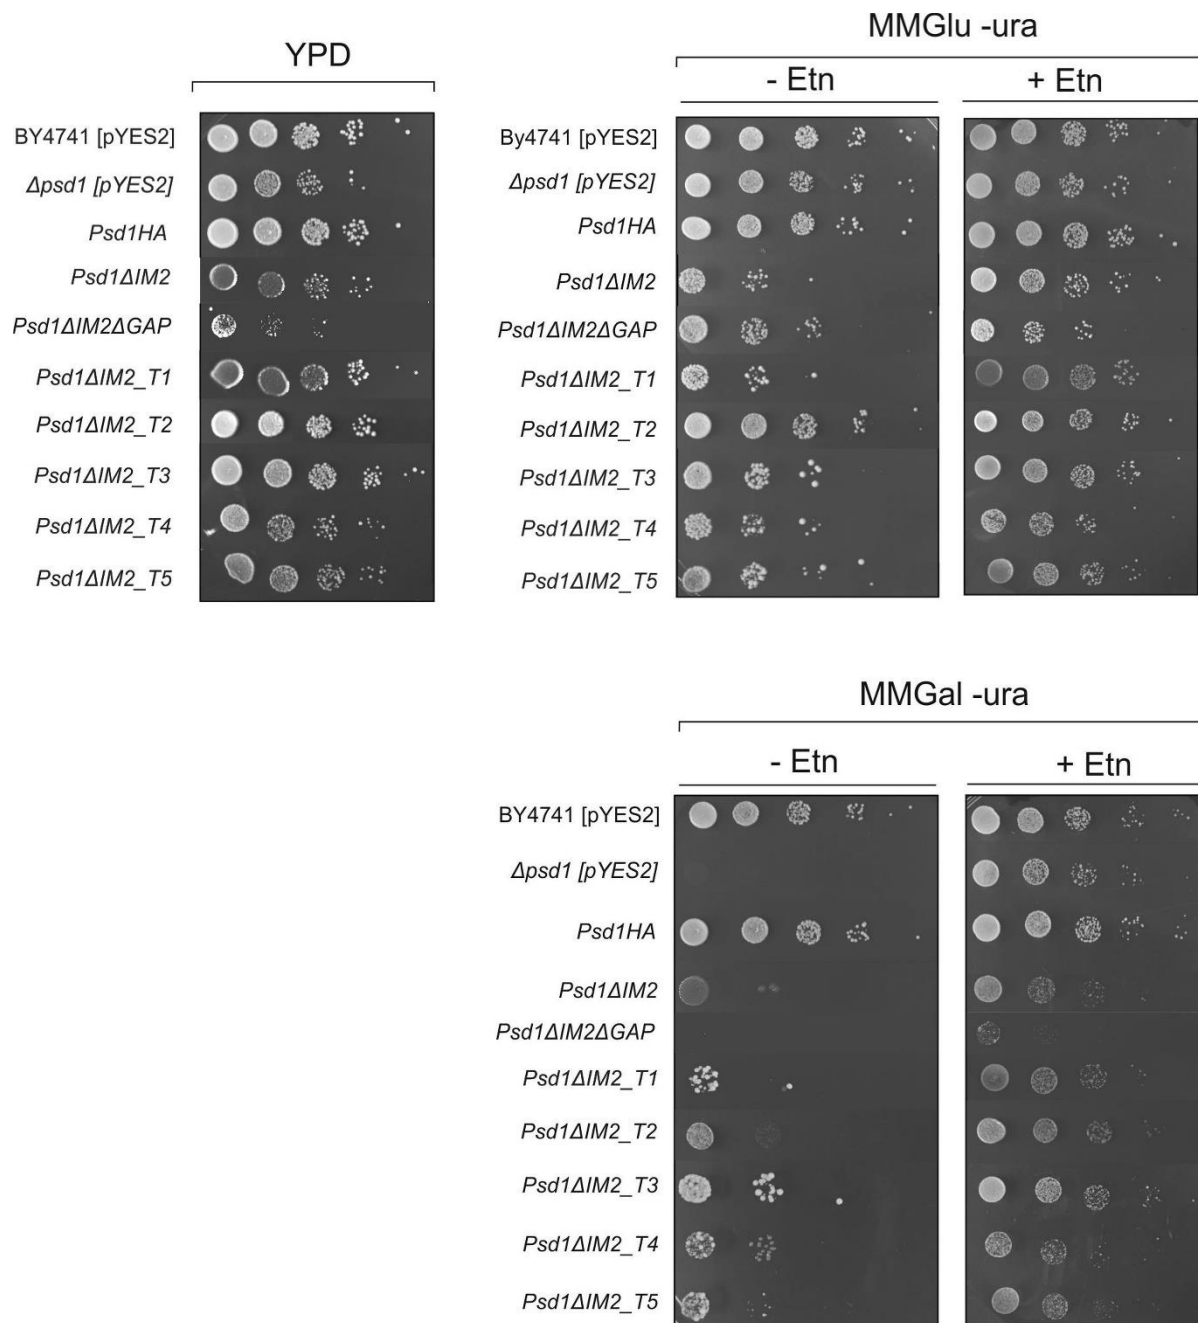 YPD
BY4741 [pYES2]
Δpsd1 [pYES2]
Psd1HA
Psd1ΔIM2
Psd1ΔIM2ΔGAP
Psd1ΔIM2_T1
Psd1ΔIM2_T2
Psd1ΔIM2_T3
Psd1ΔIM2_T4
Psd1ΔIM2_T5
MMGlu -ura
- Etn
+ Etn
By4741 [pYES2]
Δpsd1 [pYES2]
Psd1HA
Psd1ΔIM2
Psd1ΔIM2ΔGAP
Psd1ΔIM2_T1
Psd1ΔIM2_T2
Psd1ΔIM2_T3
Psd1ΔIM2_T4
Psd1ΔIM2_T5
MMGal -ura
- Etn
+ Etn
BY4741 [pYES2]
Δpsd1 [pYES2]
Psd1HA
Psd1ΔIM2
Psd1ΔIM2ΔGAP
Psd1ΔIM2_T1
Psd1ΔIM2_T2
Psd1ΔIM2_T3
Psd1ΔIM2_T4
Psd1ΔIM2_T5